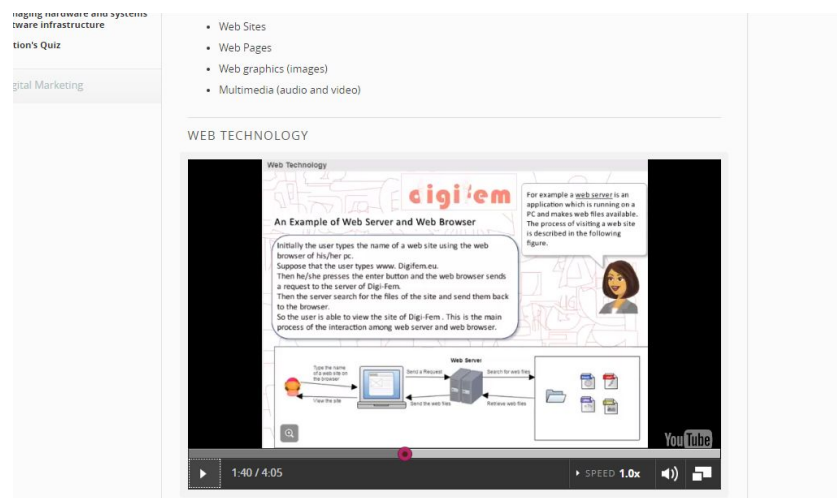 naging hardware and systems
tware infrastructure
tion's Quiz
gital Marketing
Web Sites
Web Pages
Web graphics (images)
Multimedia (audio and video)
WEB TECHNOLOGY
Web Technology
digifem
An Example of Web Server and Web Browser
Initially the user types the name of a web site using the web
browser of his/her pc.
Suppose that the user types www. Digifem.eu.
Then he/she presses the enter button and the web browser sends
a request to the server of Digi-Fem.
Then the server search for the files of the site and send them back
to the browser.
So the user is able to view the site of Digi-Fem . This is the main
process of the interaction among web server and web browser.
For example a web server is an
application which is running on a
PC and makes web files available.
The process of visiting a web site
is described in the following
figure.
Type the name
of a web site on
the browser
View the site
Send a Request
Send the web files
Web Server
Search for web files
Retrieve web files
YouTube
1:40 / 4:05
SPEED 1.0x